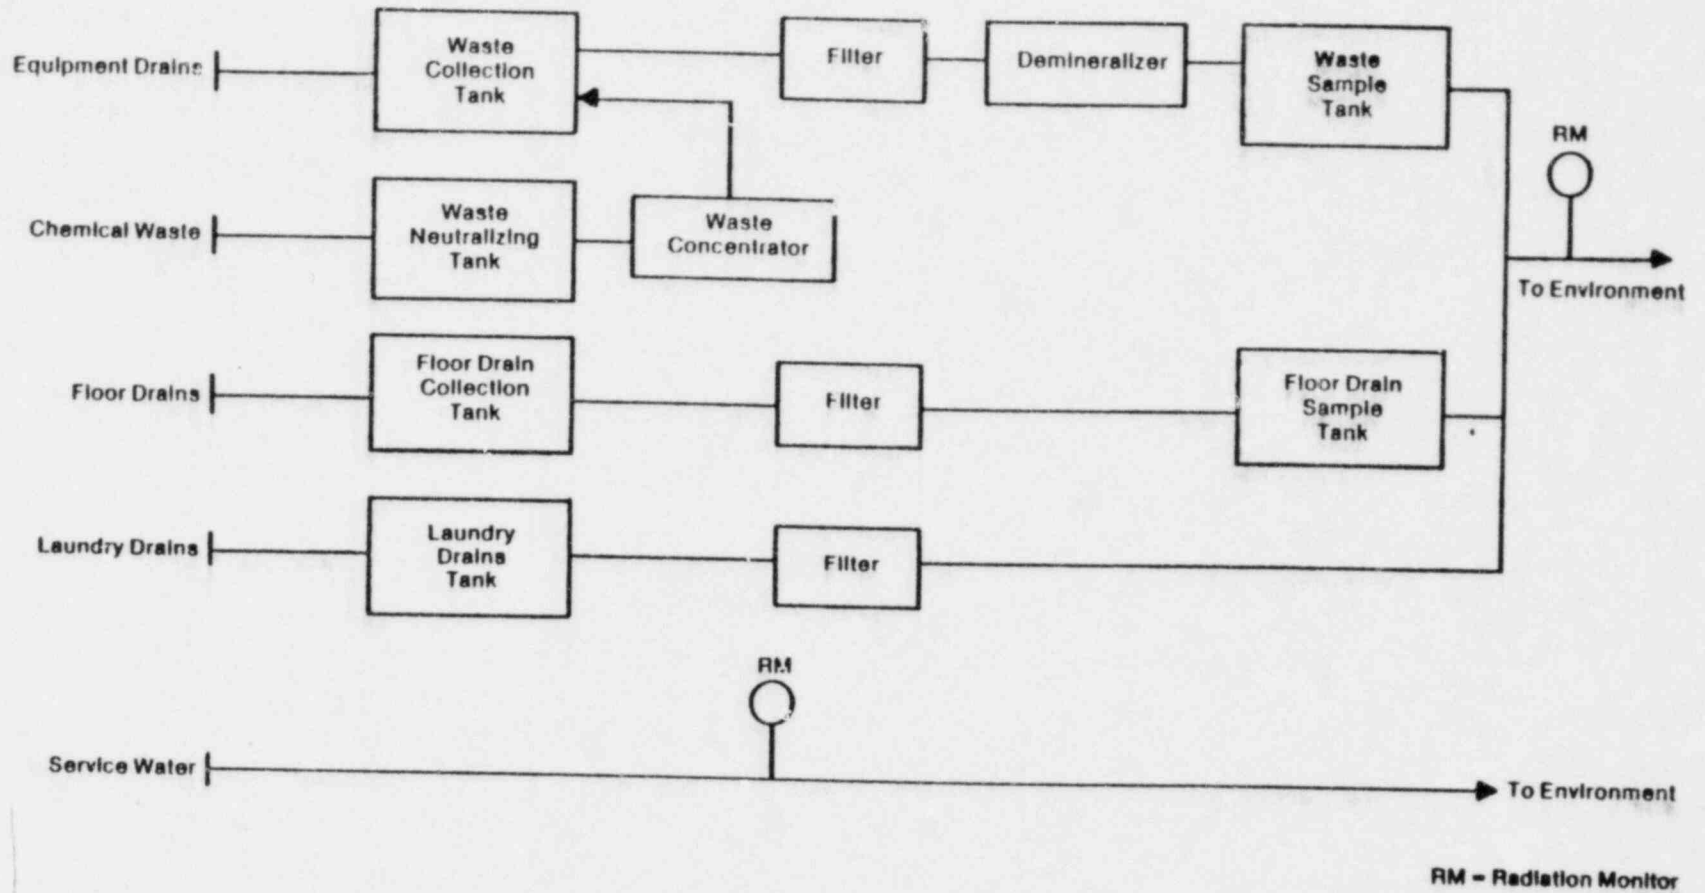 Equipment Drains
Waste
Collection
Tank
Filter
Demineralizer
Waste
Sample
Tank
RM
To Environment
Chemical Waste
Waste
Neutralizing
Tank
Waste
Concentrator
Floor Drains
Floor Drain
Collection
Tank
Filter
Floor Drain
Sample
Tank
Laundry Drains
Laundry
Drains
Tank
Filter
RM
Service Water
To Environment
RM = Radiation Monitor